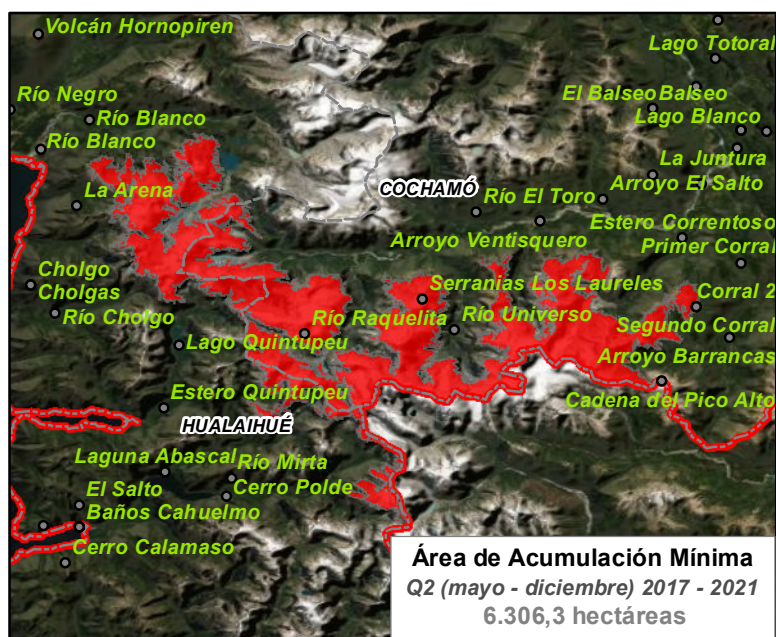 Volcán Hornopiren
Lago Totoral
Río Negro
El Balseo Balseo
Río Blanco
Lago Blanco
Río Blanco
La Juntura
COCHAMÓ
Arroyo El Salto
La Arena
Río El Toro
Estero Correntoso
Arroyo Ventisquero
Primer Corral
Cholgo
Serranias Los Laureles
Cholgas
Corral 2
Río Cholgo
Río Raquelita
Río Universo
Segundo Corral
Lago Quintupeu
Arroyo Barrancas
Estero Quintupeu
Cadena del Pico Alto
HUALAIHUÉ
Laguna Abascal
Río Mirta
El Salto
Cerro Polde
Baños Cahuelmo
Cerro Calamaso
Área de Acumulación Mínima
Q2 (mayo - diciembre) 2017 - 2021
6.306,3 hectáreas